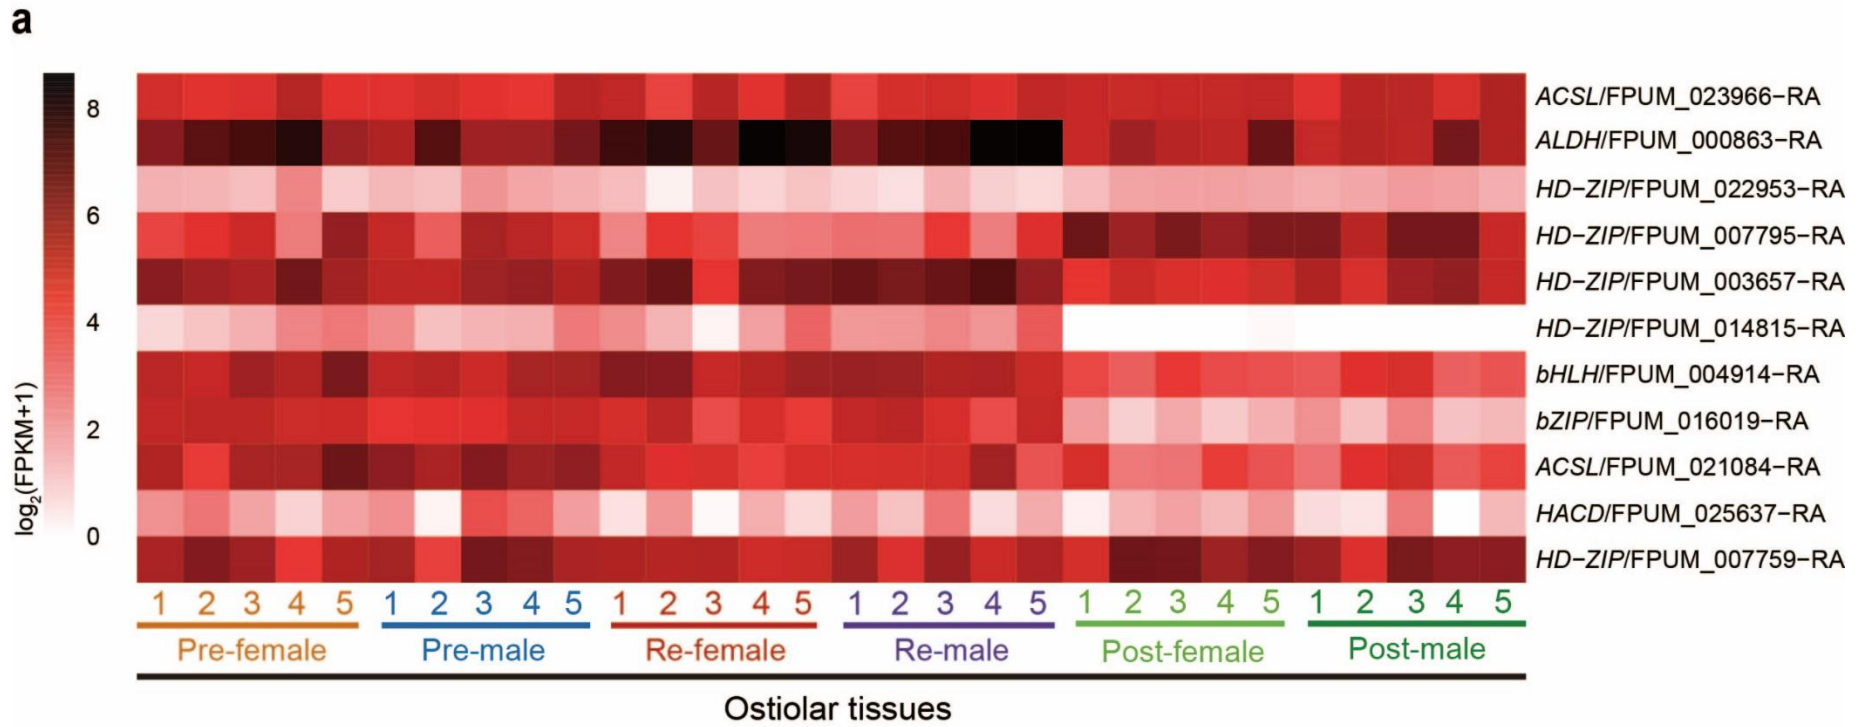 a
8
6
4
2
0
log2(FPKM+1)
ACSL/FPUM_023966−RA
ALDH/FPUM_000863−RA
HD−ZIP/FPUM_022953−RA
HD−ZIP/FPUM_007795−RA
HD−ZIP/FPUM_003657−RA
HD−ZIP/FPUM_014815−RA
bHLH/FPUM_004914−RA
bZIP/FPUM_016019−RA
ACSL/FPUM_021084−RA
HACD/FPUM_025637−RA
HD−ZIP/FPUM_007759−RA
1 2 3 4 5 1 2 3 4 5 1 2 3 4 5 1 2 3 4 5 1 2 3 4 5 1 2 3 4 5
Pre-female Pre-male Re-female Re-male Post-female Post-male
Ostiolar tissues